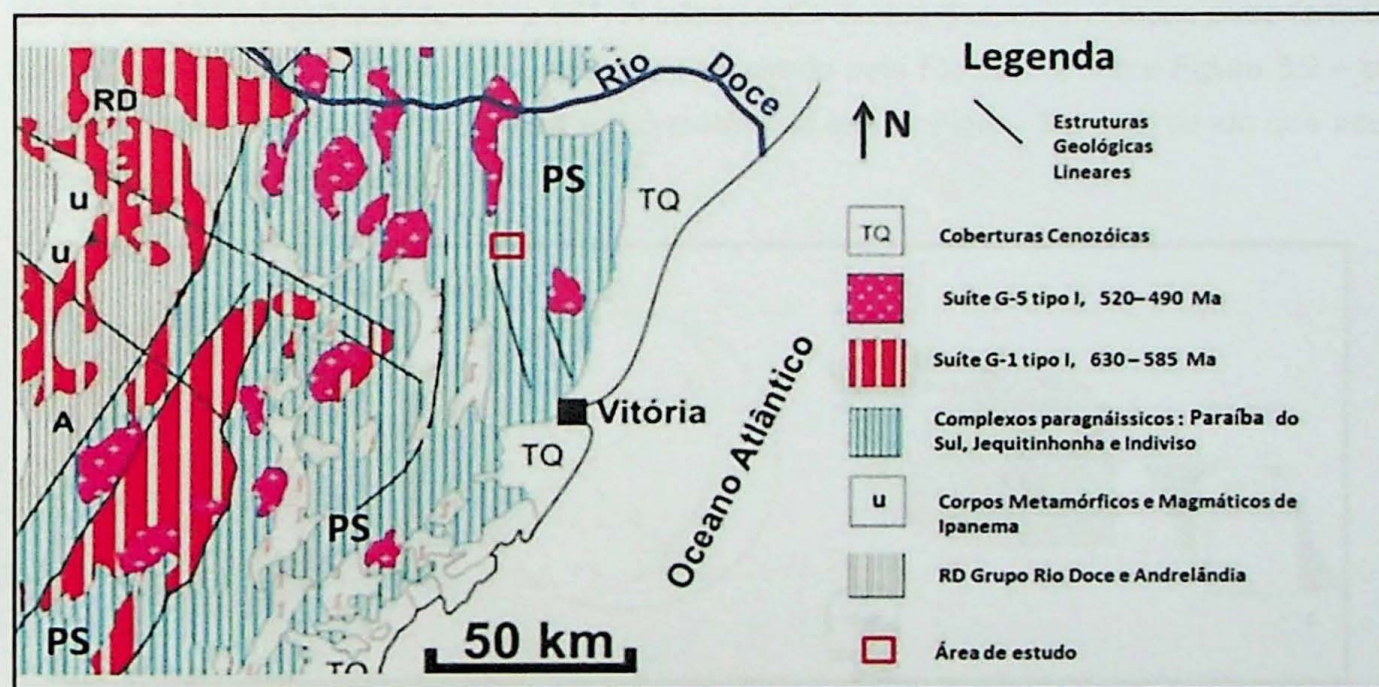 Legenda
N
Estruturas
Geológicas
Lineares
TQ
Coberturas Cenozóicas
Suíte G-5 tipo I, 520–490 Ma
Suíte G-1 tipo I, 630–585 Ma
Complexos paragnáissicos : Paraíba do
Sul, Jequitinhonha e Indiviso
u
Corpos Metamórficos e Magmáticos de
Ipanema
RD Grupo Rio Doce e Andrelândia
Área de estudo
Rio Doce
RD
PS
TQ
u
u
A
Vitória
TQ
Oceano Atlântico
PS
PS
TQ
50 km